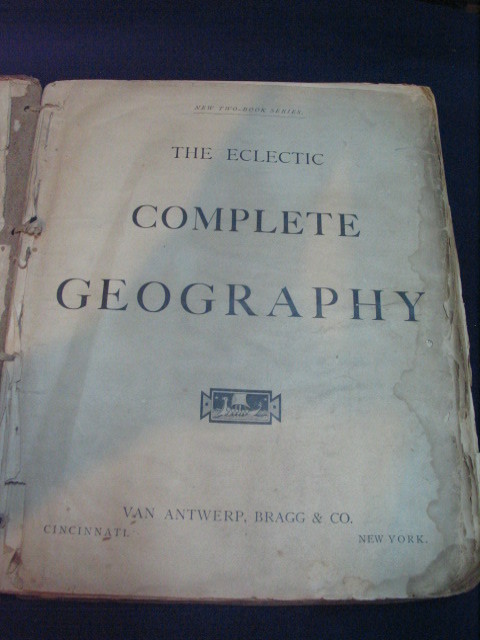 NEW TWO-BOOK SERIES.
THE ECLECTIC
COMPLETE
GEOGRAPHY
VAN ANTWERP, BRAGG & CO.
CINCINNATI.
NEW YORK.